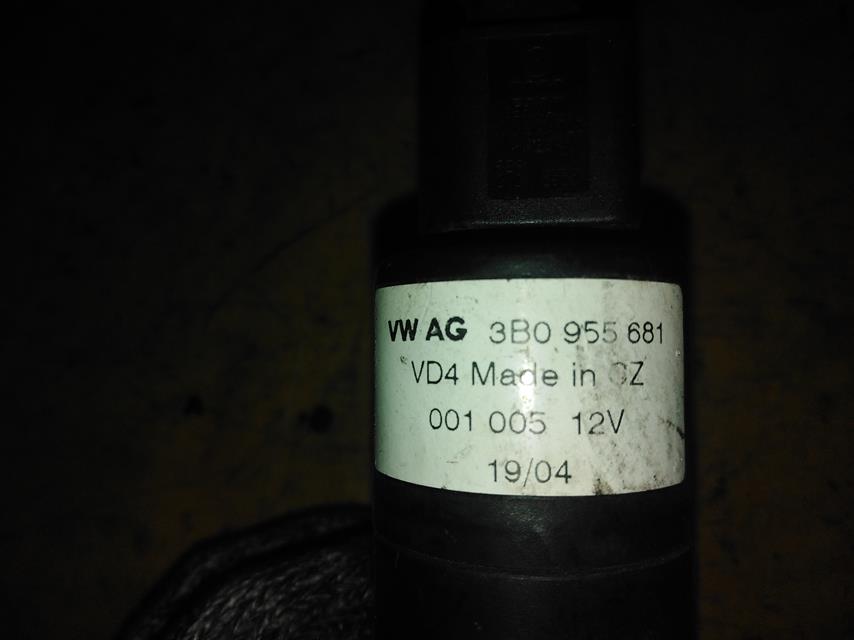 VW AG 3B0 955 681
VD4 Made in CZ
001 005 12V
19/04